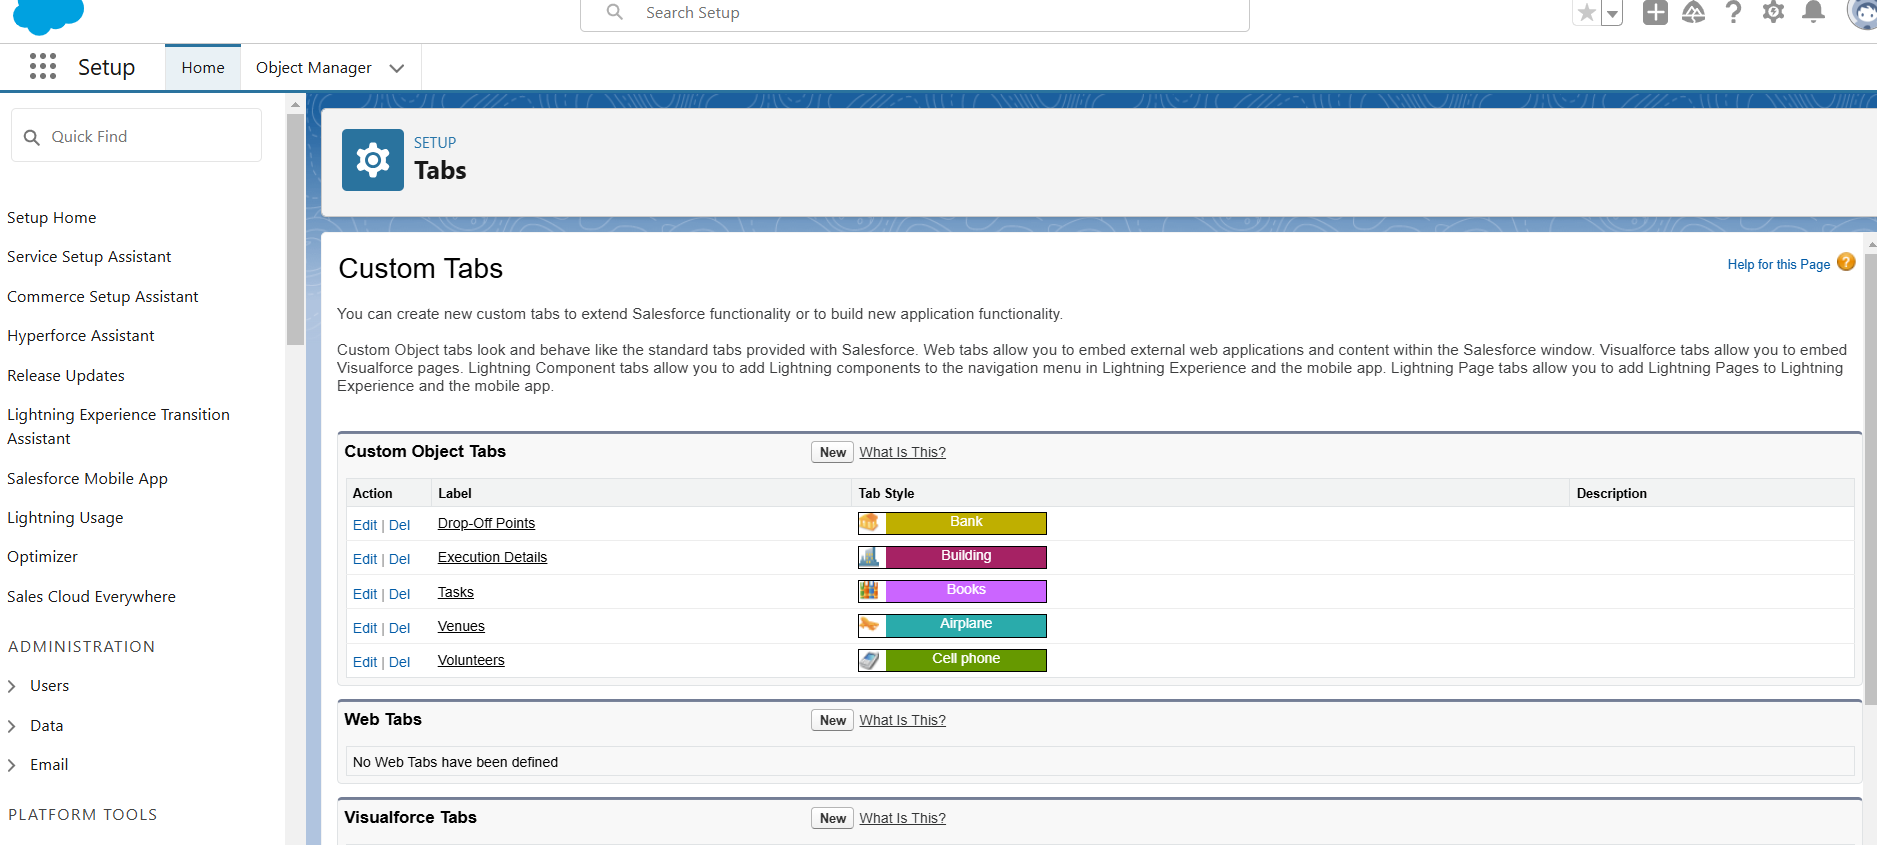 Search Setup
Setup
Home
Object Manager
Quick Find
Setup Home
Service Setup Assistant
Commerce Setup Assistant
Hyperforce Assistant
Release Updates
Lightning Experience Transition
Assistant
Salesforce Mobile App
Lightning Usage
Optimizer
Sales Cloud Everywhere
ADMINISTRATION
Users
Data
Email
PLATFORM TOOLS
SETUP
Tabs
Custom Tabs
Help for this Page ?
You can create new custom tabs to extend Salesforce functionality or to build new application functionality.
Custom Object tabs look and behave like the standard tabs provided with Salesforce. Web tabs allow you to embed external web applications and content within the Salesforce window. Visualforce tabs allow you to embed
Visualforce pages. Lightning Component tabs allow you to add Lightning components to the navigation menu in Lightning Experience and the mobile app. Lightning Page tabs allow you to add Lightning Pages to Lightning
Experience and the mobile app.
Custom Object Tabs New What Is This?
Action Label Tab Style Description
Edit | Del Drop-Off Points Bank
Edit | Del Execution Details Building
Edit | Del Tasks Books
Edit | Del Venues Airplane
Edit | Del Volunteers Cell phone
Web Tabs New What Is This?
No Web Tabs have been defined
Visualforce Tabs New What Is This?